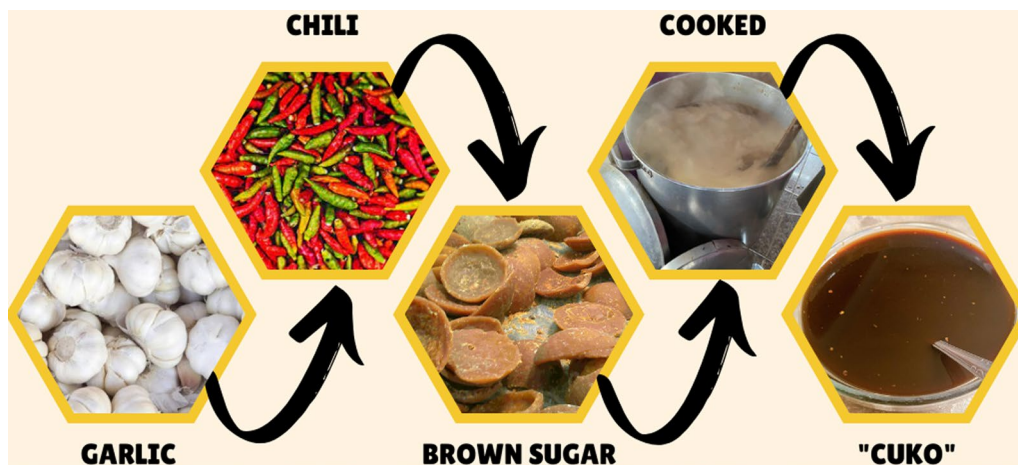 GARLIC
CHILI
BROWN SUGAR
COOKED
"CUKO"